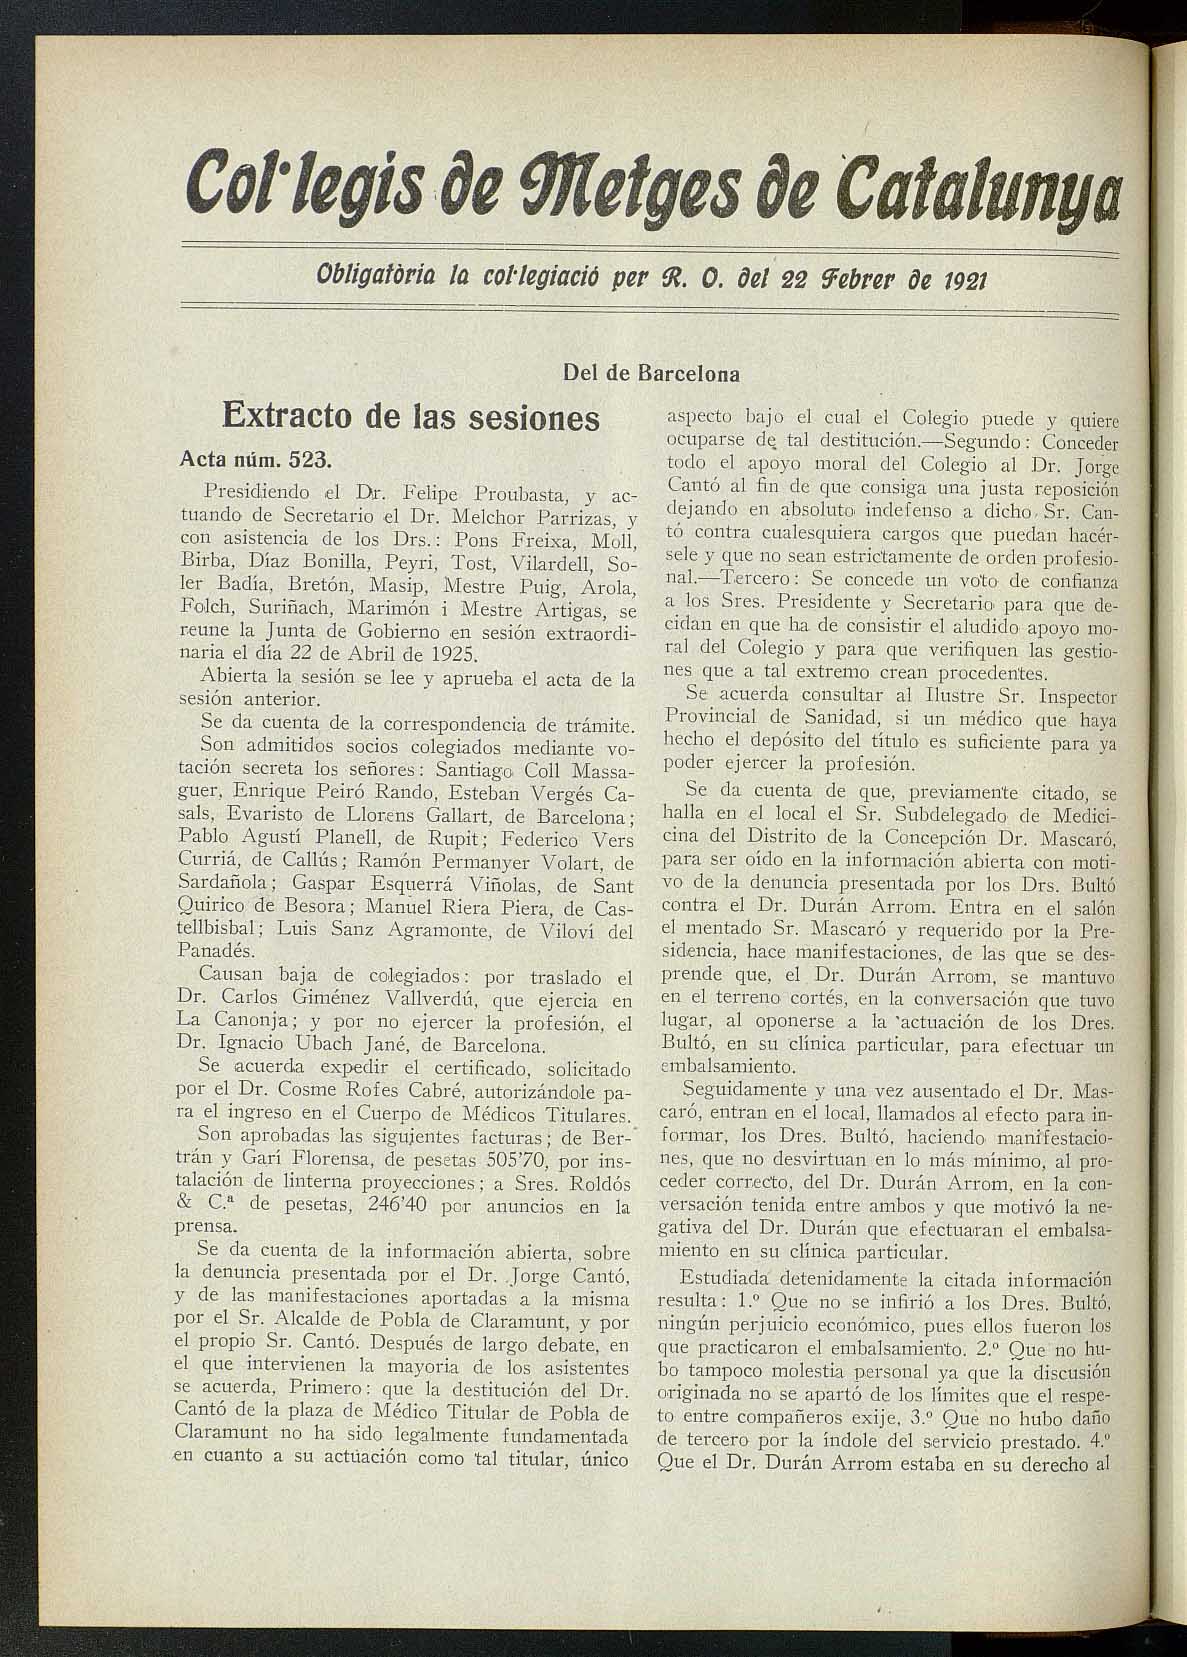 Col·legis de Metges de Catalunya
Obligatòria la col·legiació per R. O. del 22 Febrer de 1921
Del de Barcelona
Extracto de las sesiones
Acta núm. 523.
Presidiendo el Dr. Felipe Proubasta, y ac-
tuando de Secretario el Dr. Melchor Parrizas, y
con asistencia de los Drs.: Pons Freixa, Moll,
Birba, Díaz Bonilla, Peyri, Tost, Vilardell, So-
ler Badía, Bretón, Masip, Mestre Puig, Arola,
Folch, Suriñach, Marimón i Mestre Artigas, se
reune la Junta de Gobierno en sesión extraordi-
naria el día 22 de Abril de 1925.
Abierta la sesión se lee y aprueba el acta de la
sesión anterior.
Se da cuenta de la correspondencia de trámite.
Son admitidos socios colegiados mediante vo-
tación secreta los señores: Santiago Coll Massa-
guer, Enrique Peiró Rando, Esteban Vergés Ca-
sals, Evaristo de Llorens Gallart, de Barcelona;
Pablo Agustí Planell, de Rupit; Federico Vers
Curriá, de Callús; Ramón Permanyer Volart, de
Sardañola; Gaspar Esquerrá Viñolas, de Sant
Quirico de Besora; Manuel Riera Piera, de Cas-
tellbisbal; Luis Sanz Agramonte, de Viloví del
Panadés.
Causan baja de colegiados: por traslado el
Dr. Carlos Giménez Vallverdú, que ejercia en
La Canonja; y por no ejercer la profesión, el
Dr. Ignacio Ubach Jané, de Barcelona.
Se acuerda expedir el certificado, solicitado
por el Dr. Cosme Rofes Cabré, autorizándole pa-
ra el ingreso en el Cuerpo de Médicos Titulares.
Son aprobadas las siguientes facturas; de Ber-
trán y Garí Florensa, de pesetas 505'70, por ins-
talación de linterna proyecciones; a Sres. Roldós
& C.ª de pesetas, 246'40 por anuncios en la
prensa.
Se da cuenta de la información abierta, sobre
la denuncia presentada por el Dr. Jorge Cantó,
y de las manifestaciones aportadas a la misma
por el Sr. Alcalde de Pobla de Claramunt, y por
el propio Sr. Cantó. Después de largo debate, en
el que intervienen la mayoria de los asistentes
se acuerda, Primero: que la destitución del Dr.
Cantó de la plaza de Médico Titular de Pobla de
Claramunt no ha sido legalmente fundamentada
en cuanto a su actuación como tal titular, único
aspecto bajo el cual el Colegio puede y quiere
ocuparse de tal destitución.—Segundo: Conceder
todo el apoyo moral del Colegio al Dr. Jorge
Cantó al fin de que consiga una justa reposición
dejando en absoluto indefenso a dicho Sr. Can-
tó contra cualesquiera cargos que puedan hacér-
sele y que no sean estrictamente de orden profesio-
nal.—Tercero: Se concede un voto de confianza
a los Sres. Presidente y Secretario para que de-
cidan en que ha de consistir el aludido apoyo mo-
ral del Colegio y para que verifiquen las gestio-
nes que a tal extremo crean procedentes.
Se acuerda consultar al Ilustre Sr. Inspector
Provincial de Sanidad, si un médico que haya
hecho el depósito del título es suficiente para ya
poder ejercer la profesión.
Se da cuenta de que, previamente citado, se
halla en el local el Sr. Subdelegado de Medici-
cina del Distrito de la Concepción Dr. Mascaró,
para ser oído en la información abierta con moti-
vo de la denuncia presentada por los Drs. Bultó
contra el Dr. Durán Arrom. Entra en el salón
el mentado Sr. Mascaró y requerido por la Pre-
sidencia, hace manifestaciones, de las que se des-
prende que, el Dr. Durán Arrom, se mantuvo
en el terreno cortés, en la conversación que tuvo
lugar, al oponerse a la actuación de los Dres.
Bultó, en su clínica particular, para efectuar un
embalsamiento.
Seguidamente y una vez ausentado el Dr. Mas-
caró, entran en el local, llamados al efecto para in-
formar, los Dres. Bultó, haciendo manifestacio-
nes, que no desvirtuan en lo más mínimo, al pro-
ceder correcto, del Dr. Durán Arrom, en la con-
versación tenida entre ambos y que motivó la ne-
gativa del Dr. Durán que efectuaran el embalsa-
miento en su clínica particular.
Estudiada detenidamente la citada información
resulta: 1.º Que no se infirió a los Dres. Bultó,
ningún perjuicio económico, pues ellos fueron los
que practicaron el embalsamiento. 2.º Que no hu-
bo tampoco molestia personal ya que la discusión
originada no se apartó de los límites que el respe-
to entre compañeros exije, 3.º Que no hubo daño
de tercero por la índole del servicio prestado. 4.º
Que el Dr. Durán Arrom estaba en su derecho al